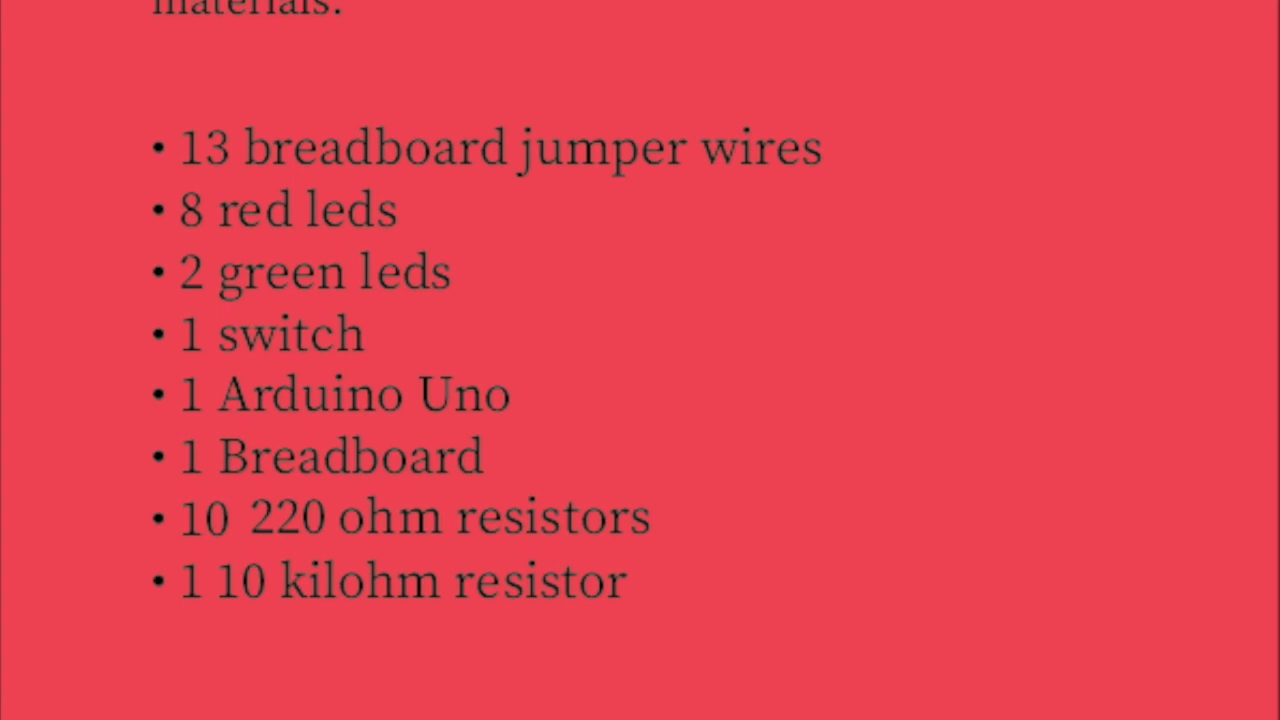 materials.
• 13 breadboard jumper wires
• 8 red leds
• 2 green leds
• 1 switch
• 1 Arduino Uno
• 1 Breadboard
• 10 220 ohm resistors
• 1 10 kilohm resistor